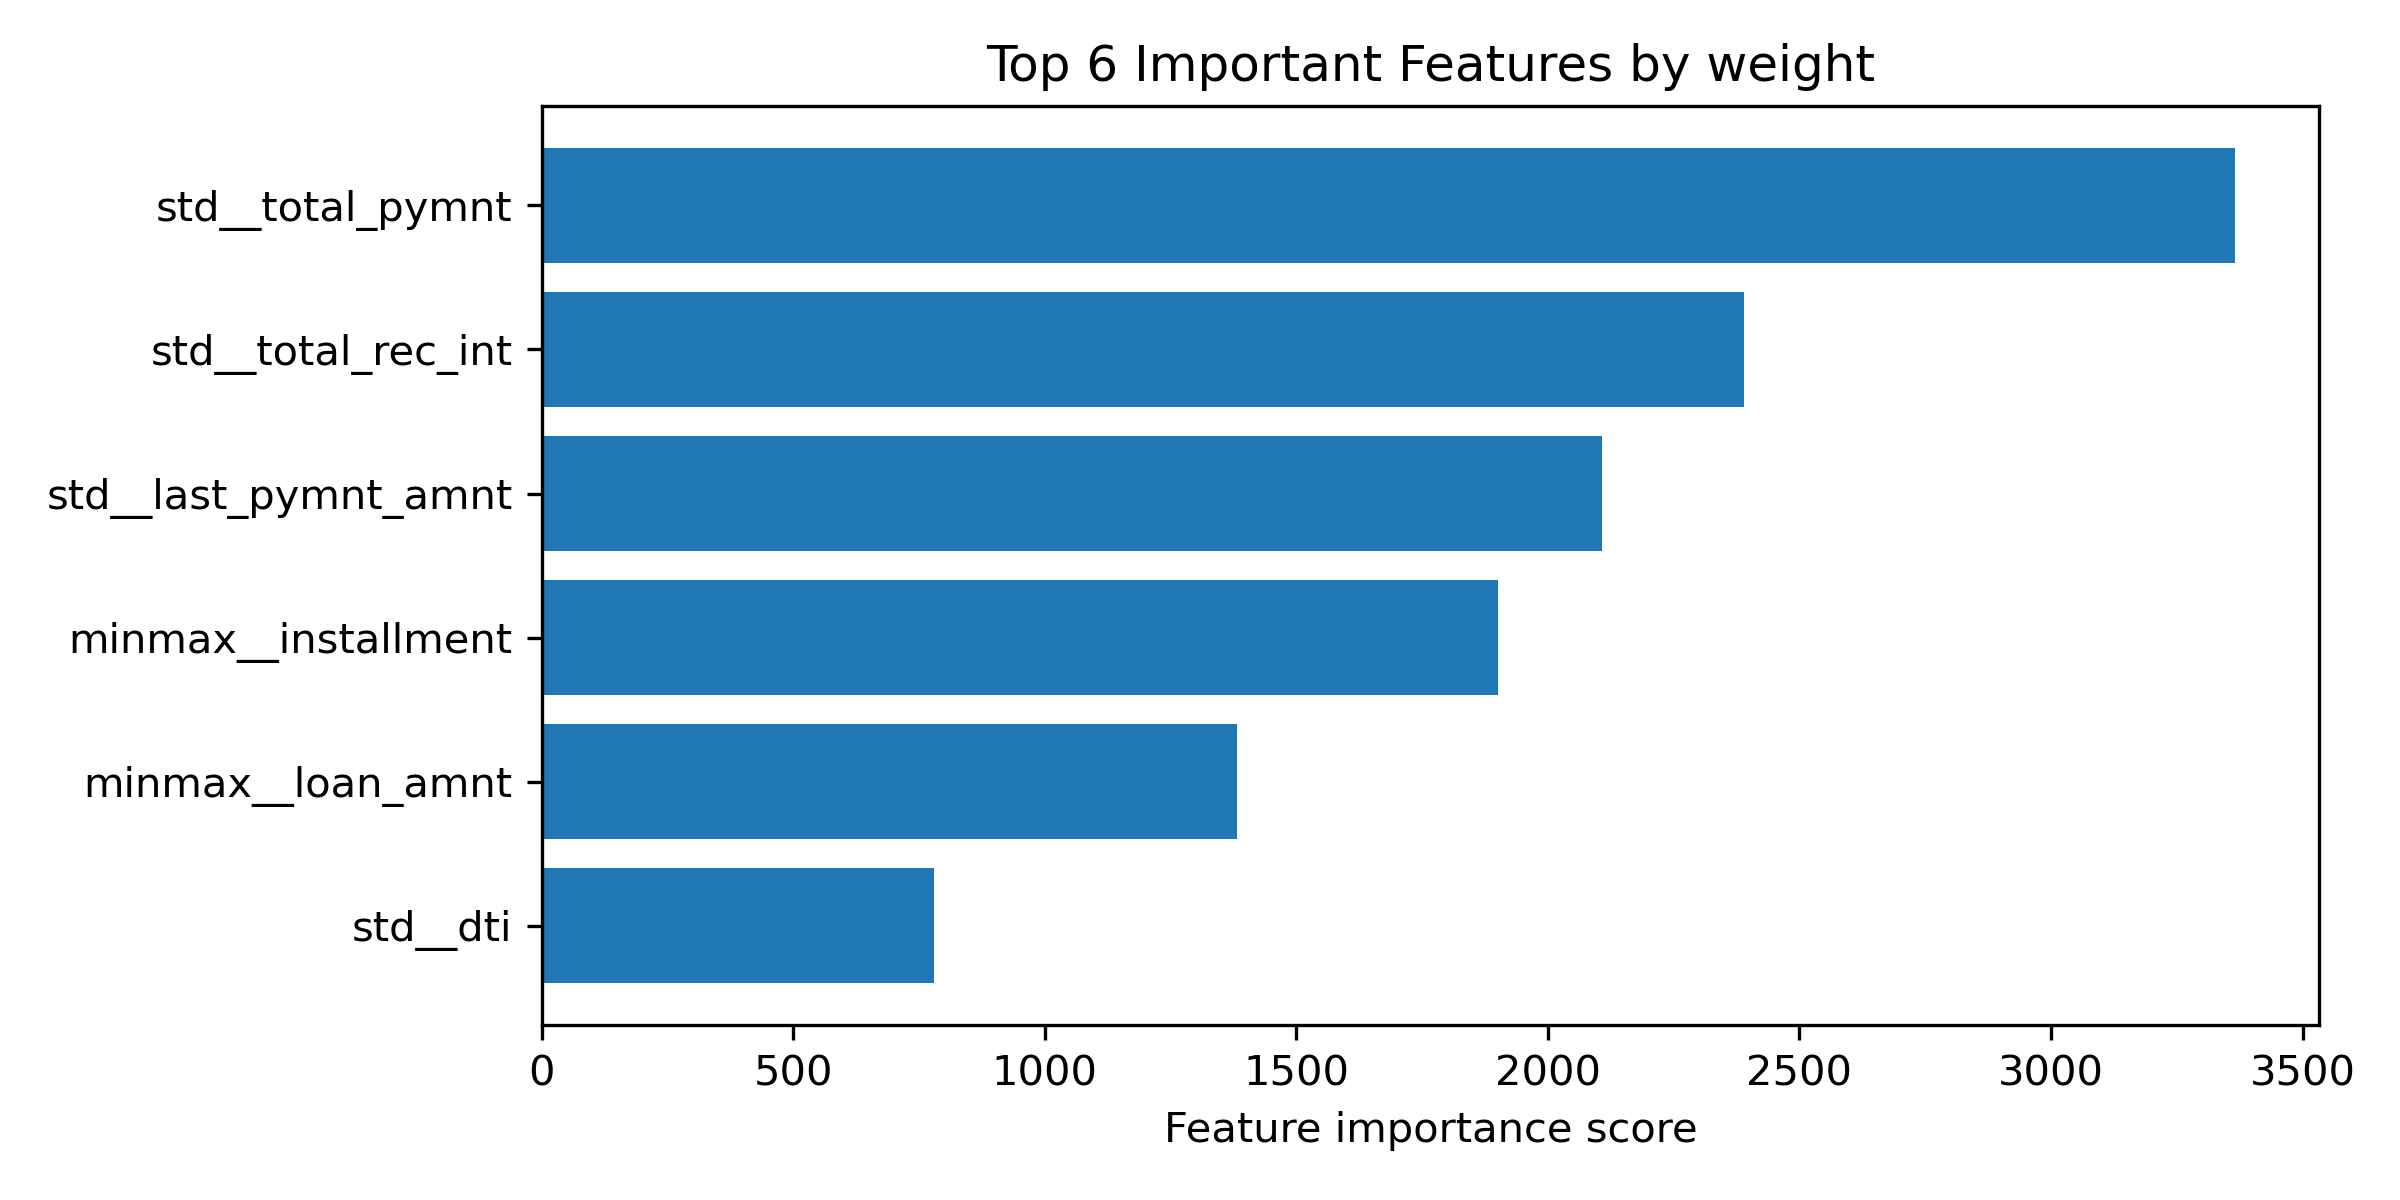 Top 6 Important Features by weight
std__total_pymnt
std__total_rec_int
std__last_pymnt_amnt
minmax__installment
minmax__loan_amnt
std__dti
0 500 1000 1500 2000 2500 3000 3500
Feature importance score